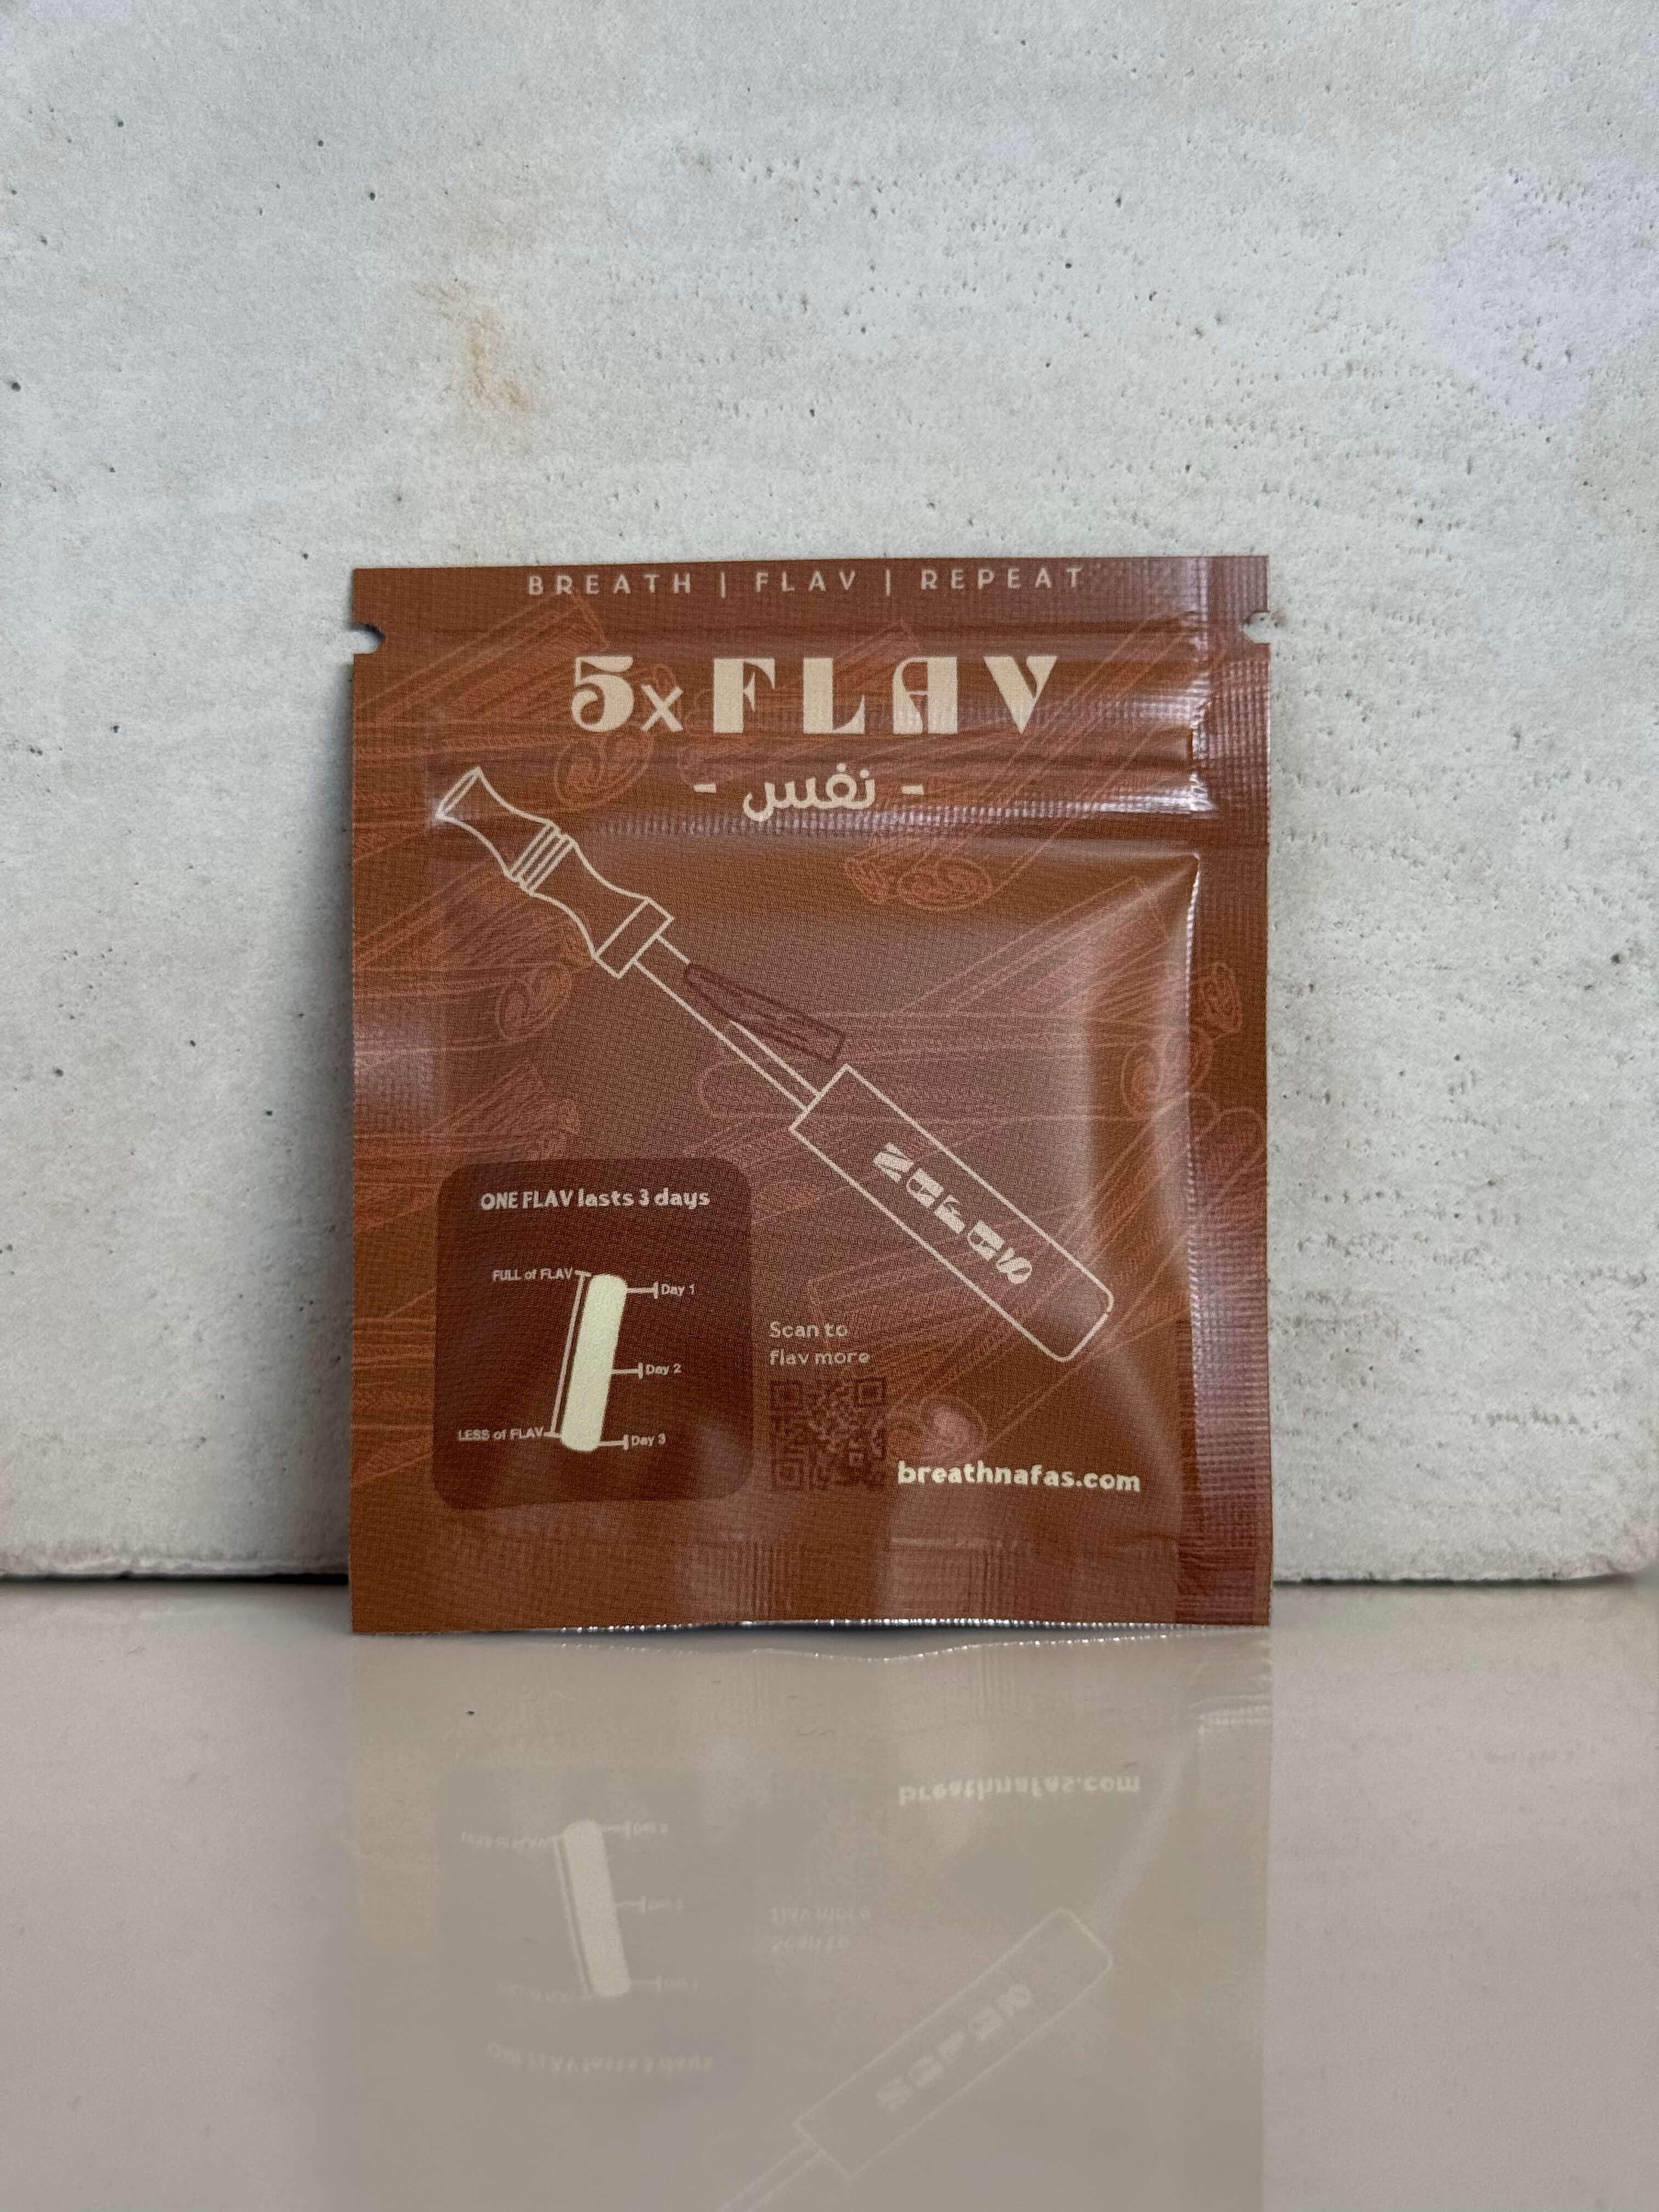 BREATH | FLAV | REPEAT
5x FLAV
- نفس -
NAFAS
ONE FLAV lasts 3 days
FULL of FLAV
Day 1
Day 2
LESS of FLAV
Day 3
Scan to
flav more
breathnafas.com